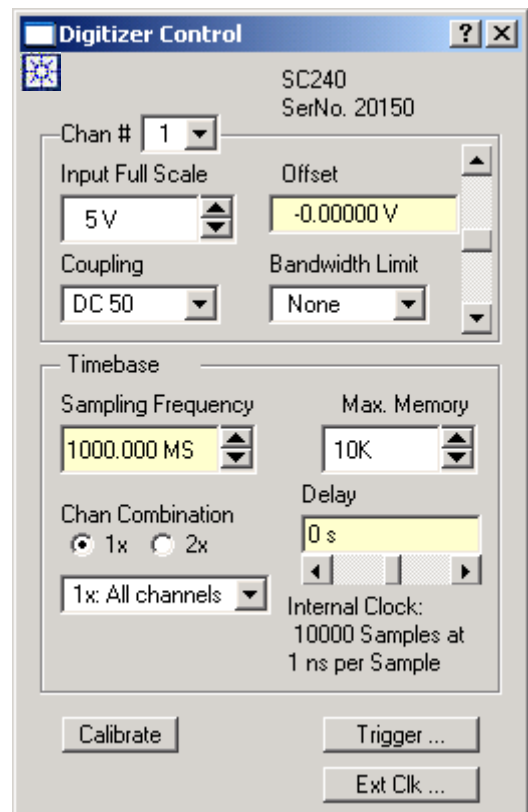 Digitizer Control
SC240
SerNo. 20150
Chan # 1
Input Full Scale
5 V
Offset
-0.00000 V
Coupling
DC 50
Bandwidth Limit
None
Timebase
Sampling Frequency
1000.000 MS
Max. Memory
10K
Chan Combination
1x 2x
1x: All channels
Delay
0 s
Internal Clock:
10000 Samples at
1 ns per Sample
Calibrate
Trigger ...
Ext Clk ...